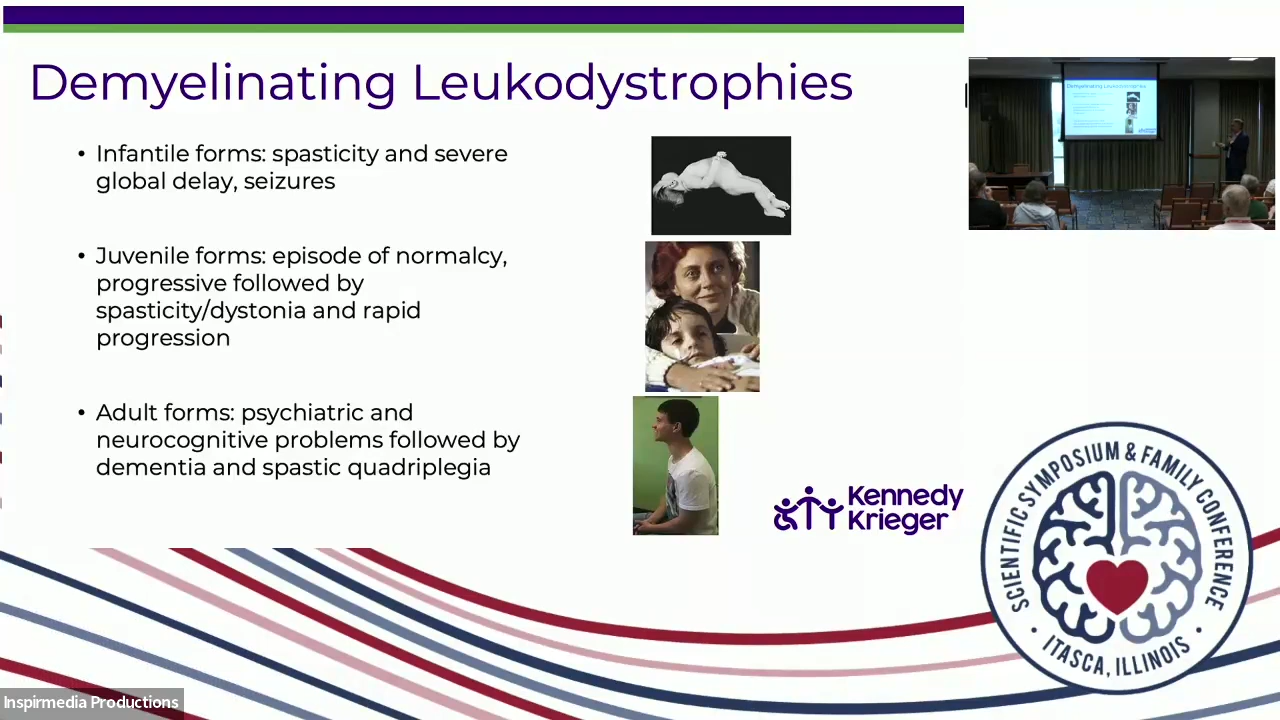 Demyelinating Leukodystrophies
• Infantile forms: spasticity and severe
global delay, seizures
• Juvenile forms: episode of normalcy,
progressive followed by
spasticity/dystonia and rapid
progression
• Adult forms: psychiatric and
neurocognitive problems followed by
dementia and spastic quadriplegia
Kennedy
Krieger
Demyelinating Leukodystrophies
SCIENTIFIC SYMPOSIUM & FAMILY CONFERENCE
• ITASCA, ILLINOIS •
Inspirmedia Productions